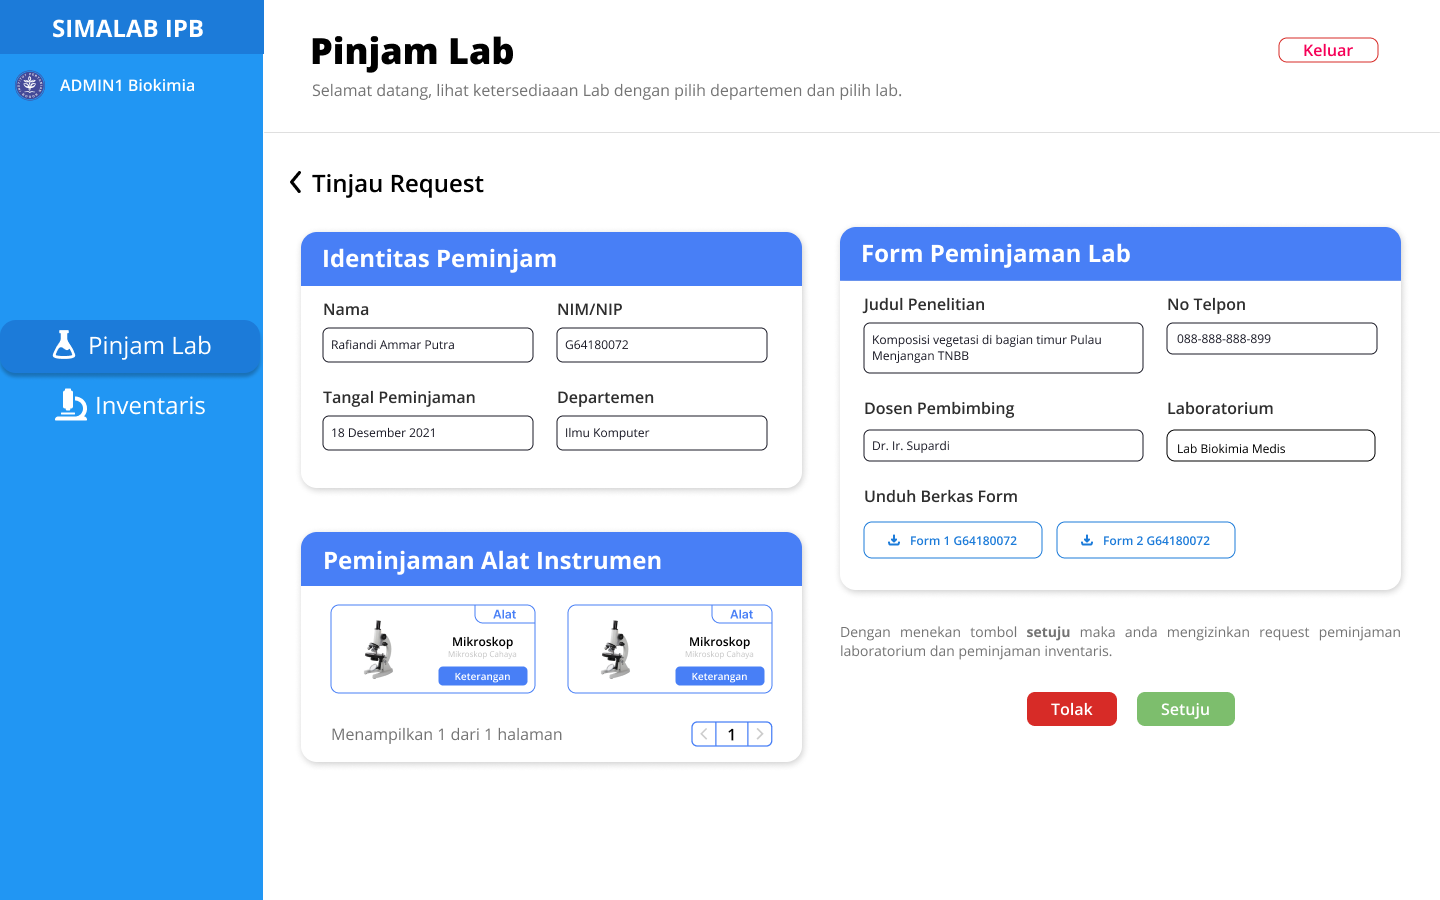 SIMALAB IPB
ADMIN1 Biokimia
Pinjam Lab
Inventaris
Pinjam Lab
Selamat datang, lihat ketersediaaan Lab dengan pilih departemen dan pilih lab.
Keluar
Tinjau Request
Identitas Peminjam
Nama
NIM/NIP
Rafiandi Ammar Putra
G64180072
Tangal Peminjaman
Departemen
18 Desember 2021
Ilmu Komputer
Peminjaman Alat Instrumen
Alat
Mikroskop
Mikroskop Cahaya
Keterangan
Alat
Mikroskop
Mikroskop Cahaya
Keterangan
Menampilkan 1 dari 1 halaman
1
Form Peminjaman Lab
Judul Penelitian
No Telpon
Komposisi vegetasi di bagian timur Pulau
Menjangan TNBB
088-888-888-899
Dosen Pembimbing
Laboratorium
Dr. Ir. Supardi
Lab Biokimia Medis
Unduh Berkas Form
Form 1 G64180072
Form 2 G64180072
Dengan menekan tombol setuju maka anda mengizinkan request peminjaman
laboratorium dan peminjaman inventaris.
Tolak
Setuju